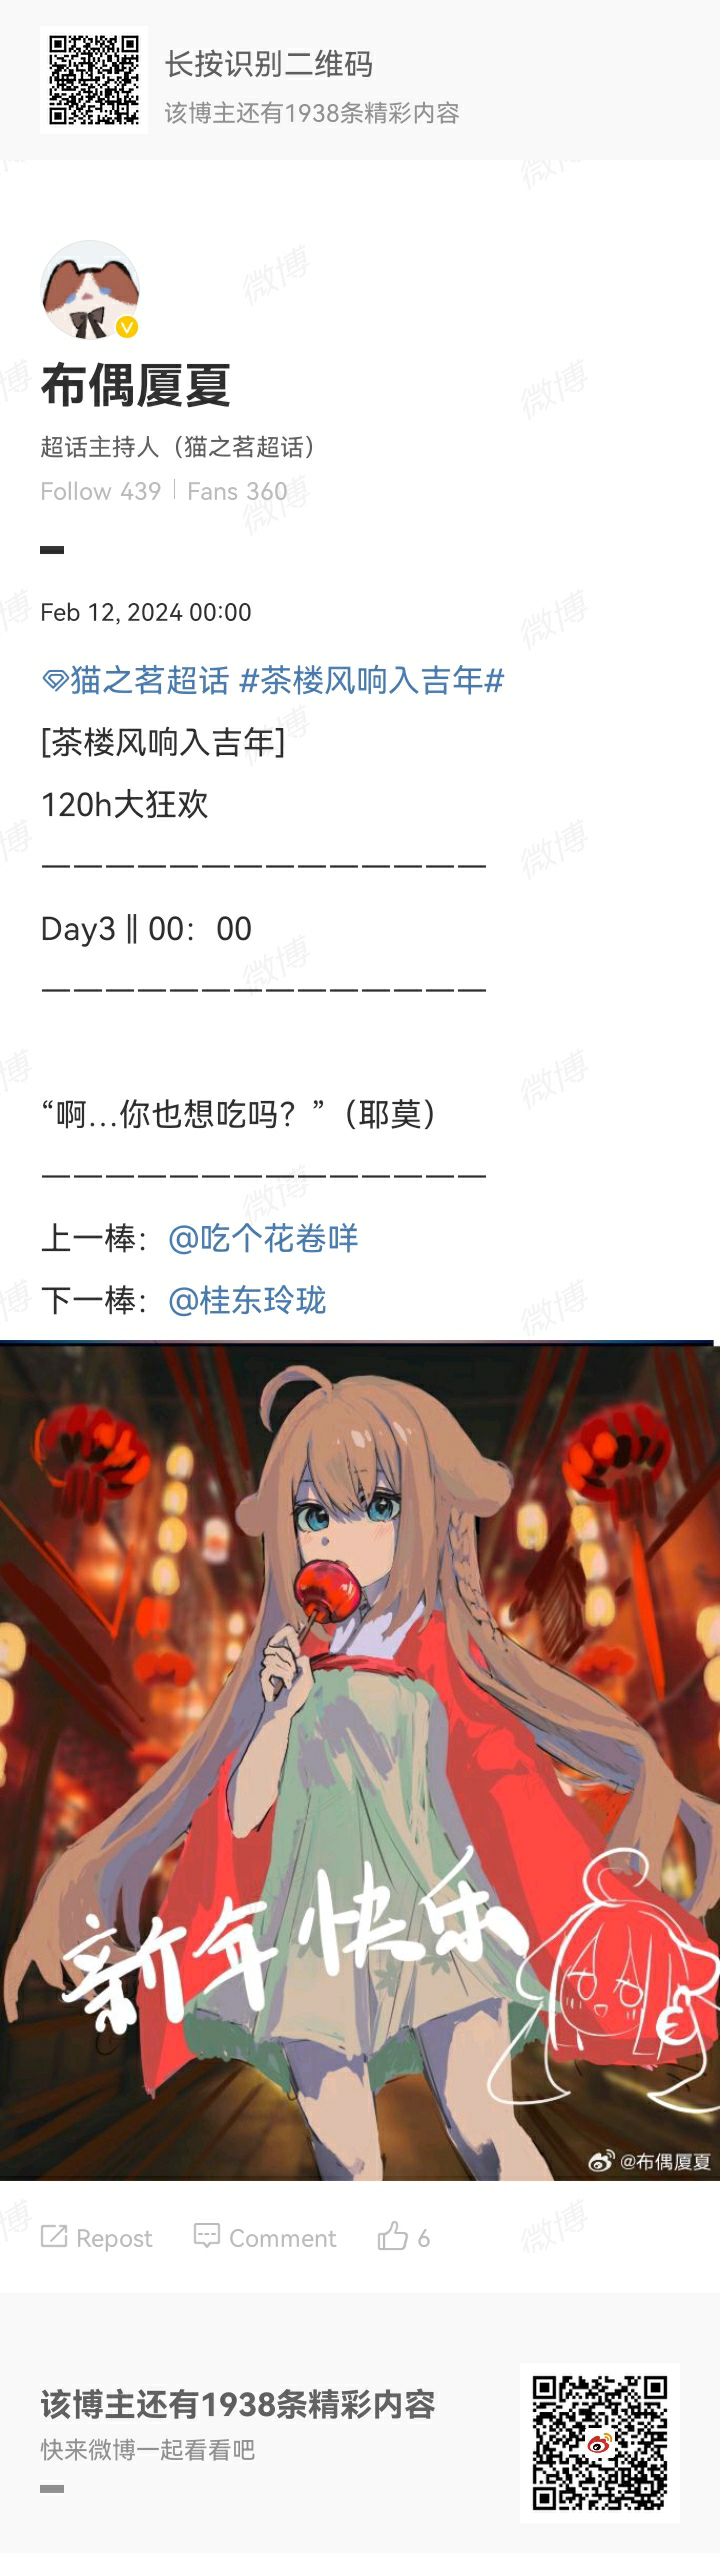 长按识别二维码
该博主还有1938条精彩内容
布偶厦夏
超话主持人（猫之茗超话）
Follow 439 | Fans 360
Feb 12, 2024 00:00
猫之茗超话 #茶楼风响入吉年#
[茶楼风响入吉年]
120h大狂欢
——————————————
Day3 || 00：00
——————————————
“啊…你也想吃吗？”（耶莫）
——————————————
上一棒：@吃个花卷咩
下一棒：@桂东玲珑
新年快乐
@布偶厦夏
Repost Comment 6
该博主还有1938条精彩内容
快来微博一起看看吧
微博